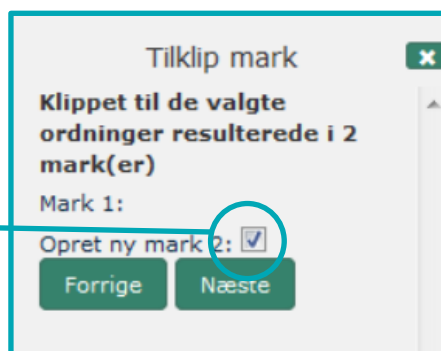 Tilklip mark
Klippet til de valgte
ordninger resulterede i 2
mark(er)
Mark 1:
Opret ny mark 2:
Forrige Næste